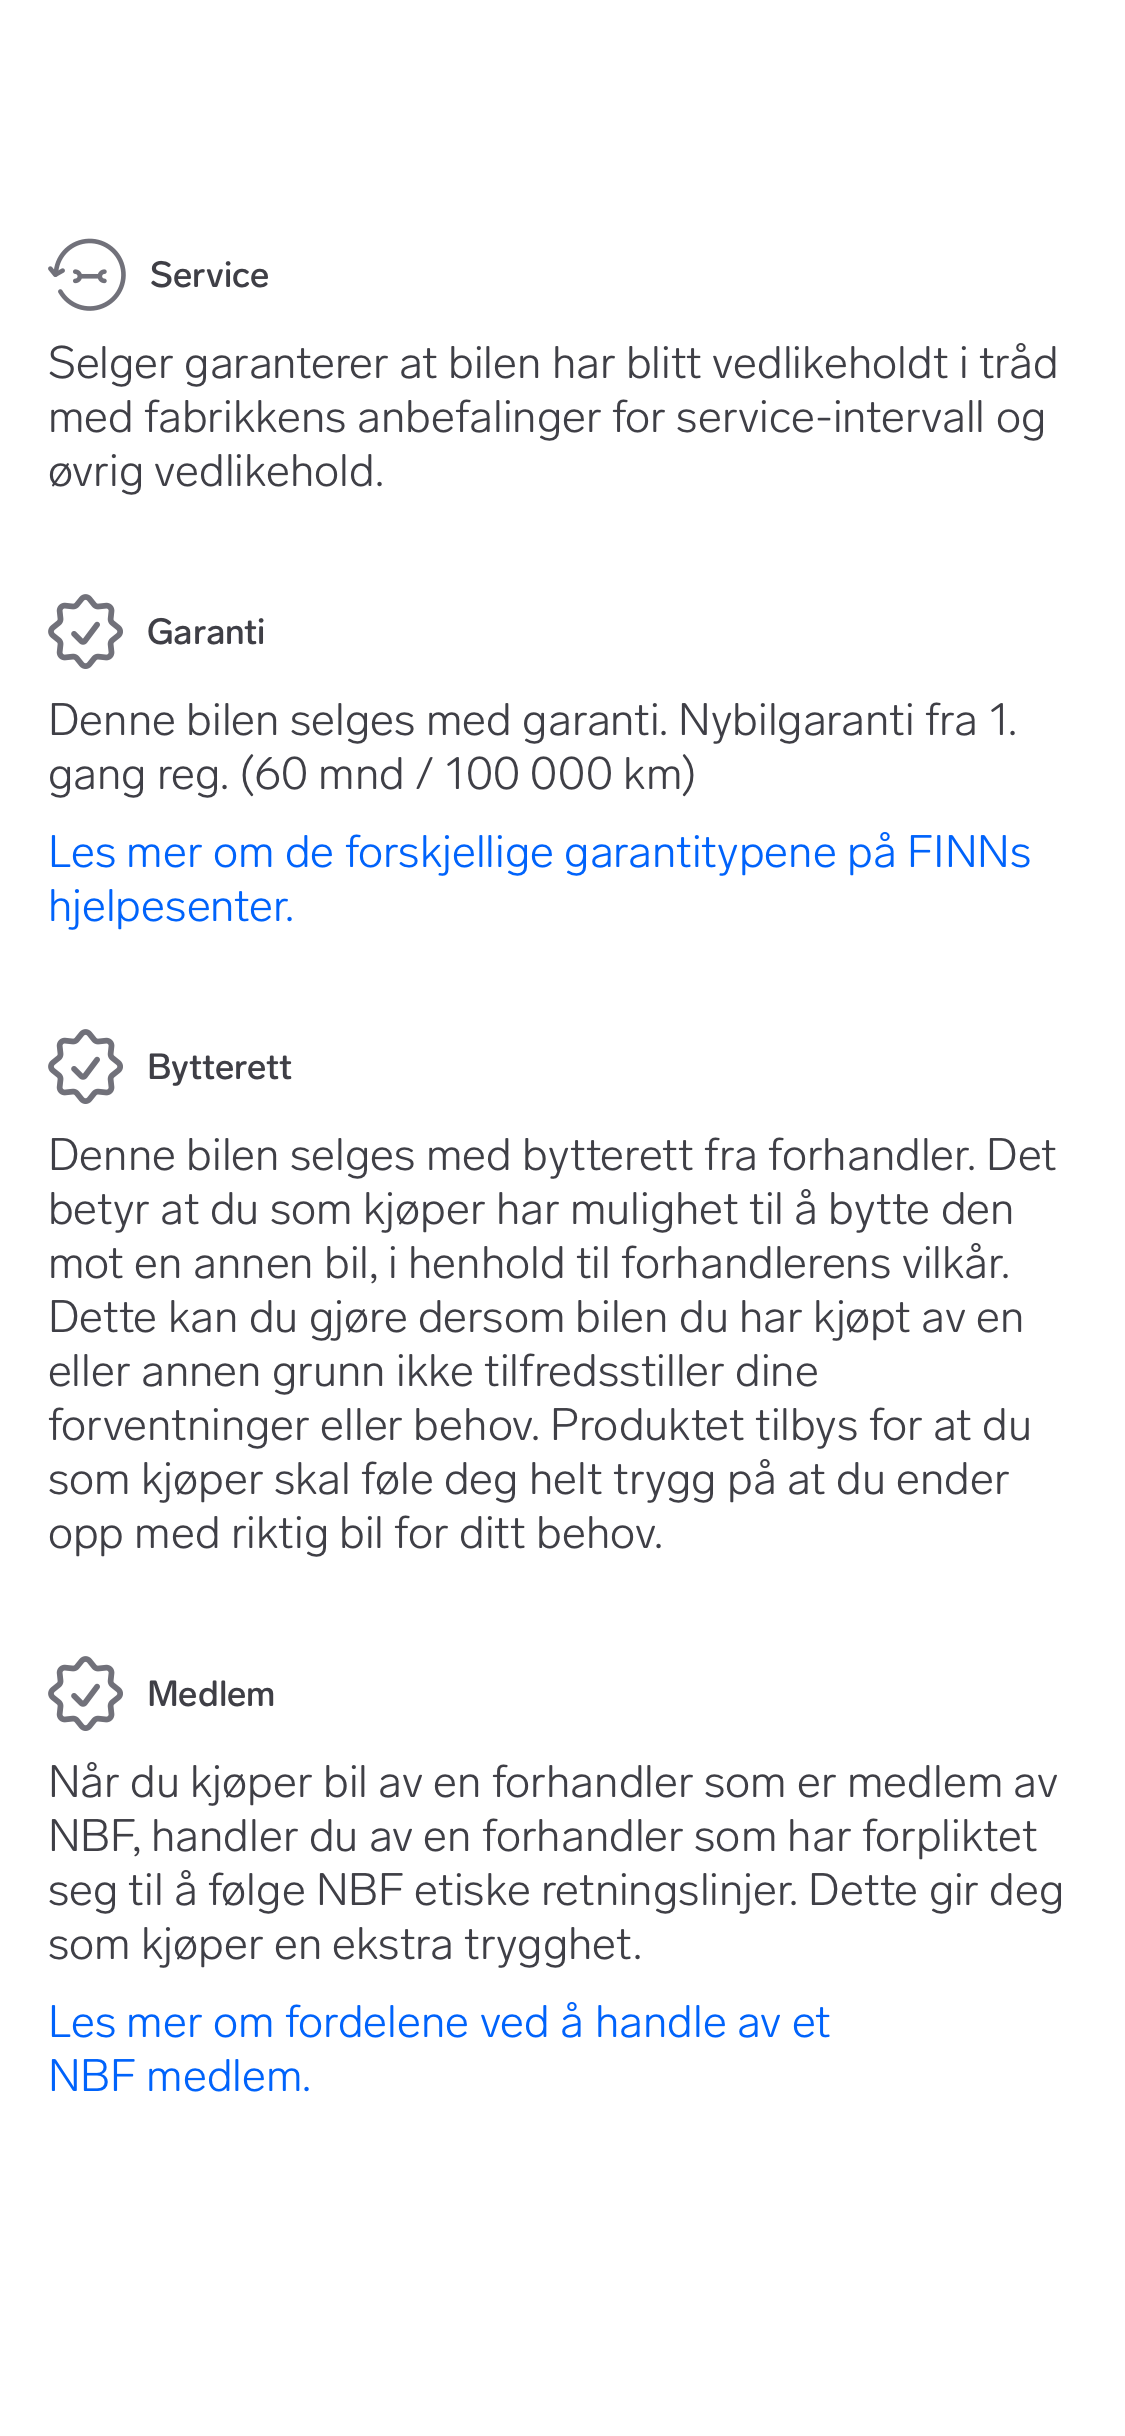 Service
Selger garanterer at bilen har blitt vedlikeholdt i tråd
med fabrikkens anbefalinger for service-intervall og
øvrig vedlikehold.
Garanti
Denne bilen selges med garanti. Nybilgaranti fra 1.
gang reg. (60 mnd / 100 000 km)
Les mer om de forskjellige garantitypene på FINNs
hjelpesenter.
Bytterett
Denne bilen selges med bytterett fra forhandler. Det
betyr at du som kjøper har mulighet til å bytte den
mot en annen bil, i henhold til forhandlerens vilkår.
Dette kan du gjøre dersom bilen du har kjøpt av en
eller annen grunn ikke tilfredsstiller dine
forventninger eller behov. Produktet tilbys for at du
som kjøper skal føle deg helt trygg på at du ender
opp med riktig bil for ditt behov.
Medlem
Når du kjøper bil av en forhandler som er medlem av
NBF, handler du av en forhandler som har forpliktet
seg til å følge NBF etiske retningslinjer. Dette gir deg
som kjøper en ekstra trygghet.
Les mer om fordelene ved å handle av et
NBF medlem.